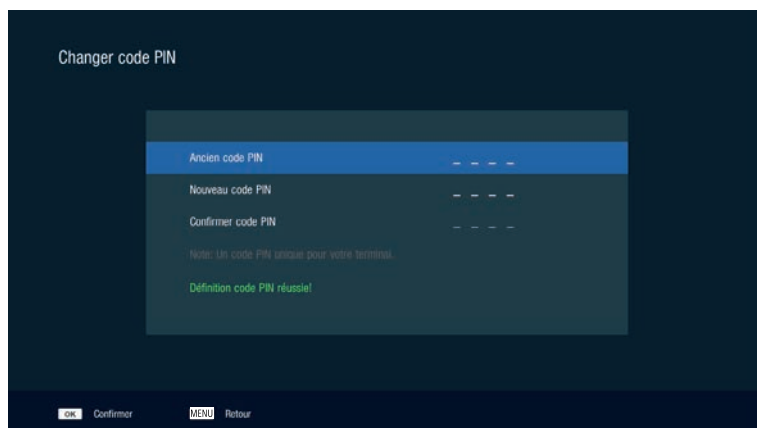 Changer code PIN
Ancien code PIN _ _ _ _
Nouveau code PIN _ _ _ _
Confirmer code PIN _ _ _ _
Note: Un code PIN unique pour votre terminal.
Définition code PIN réussie!
OK Confirmer MENU Retour